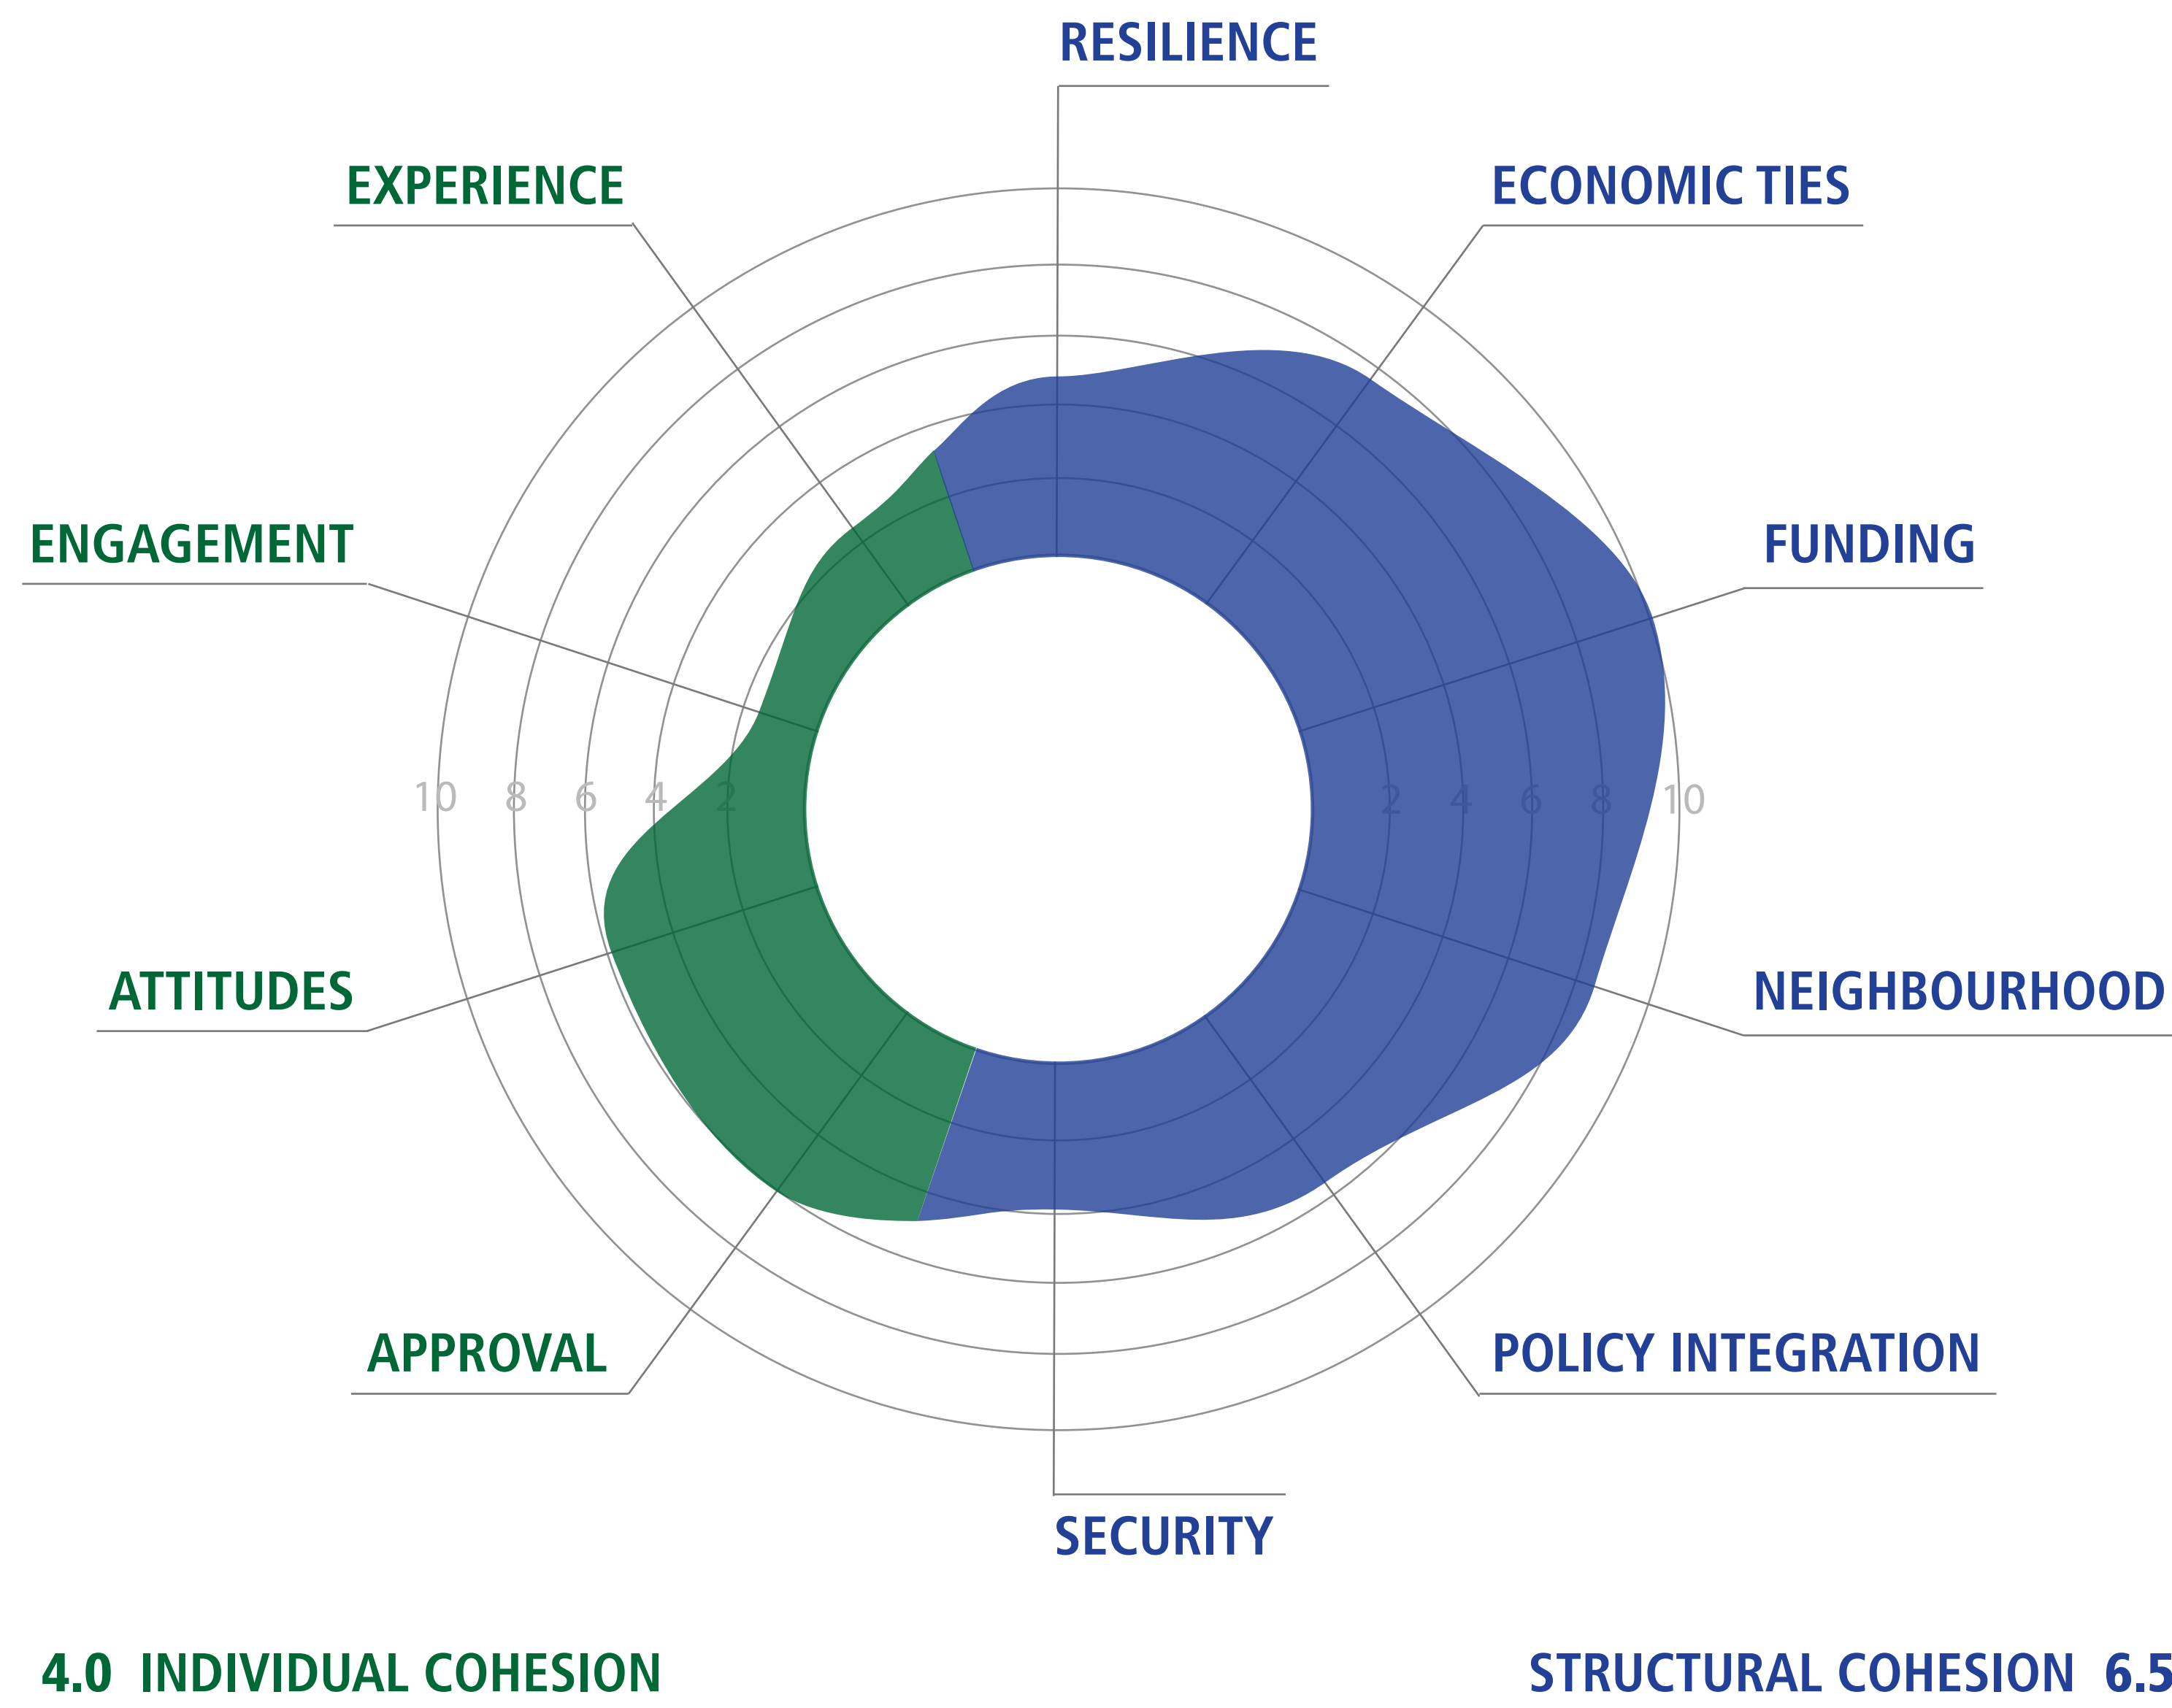 RESILIENCE
EXPERIENCE
ECONOMIC TIES
ENGAGEMENT
FUNDING
10 8 6 4 2 2 4 6 8 10
ATTITUDES
NEIGHBOURHOOD
APPROVAL
POLICY INTEGRATION
SECURITY
4.0 INDIVIDUAL COHESION
STRUCTURAL COHESION 6.5